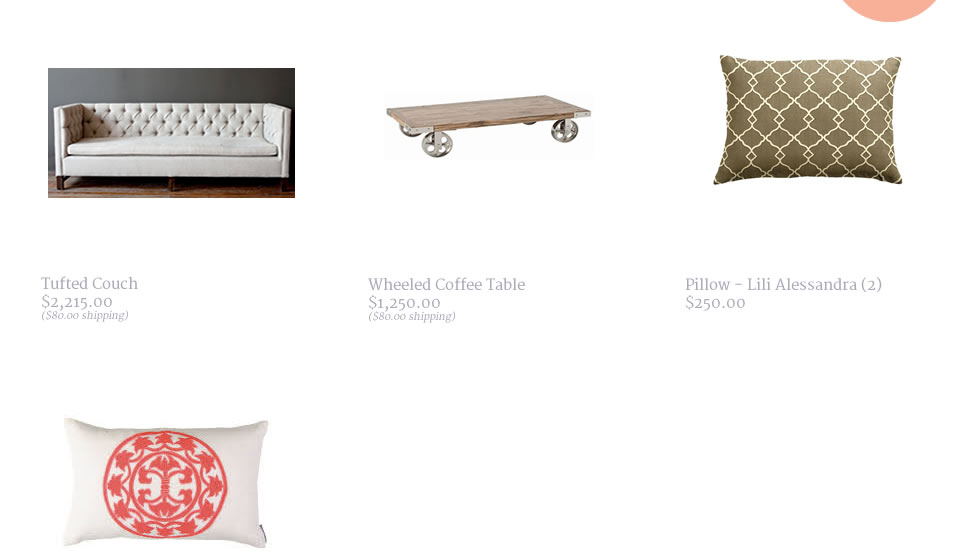 Tufted Couch
$2,215.00
($80.00 shipping)
Wheeled Coffee Table
$1,250.00
($80.00 shipping)
Pillow - Lili Alessandra (2)
$250.00